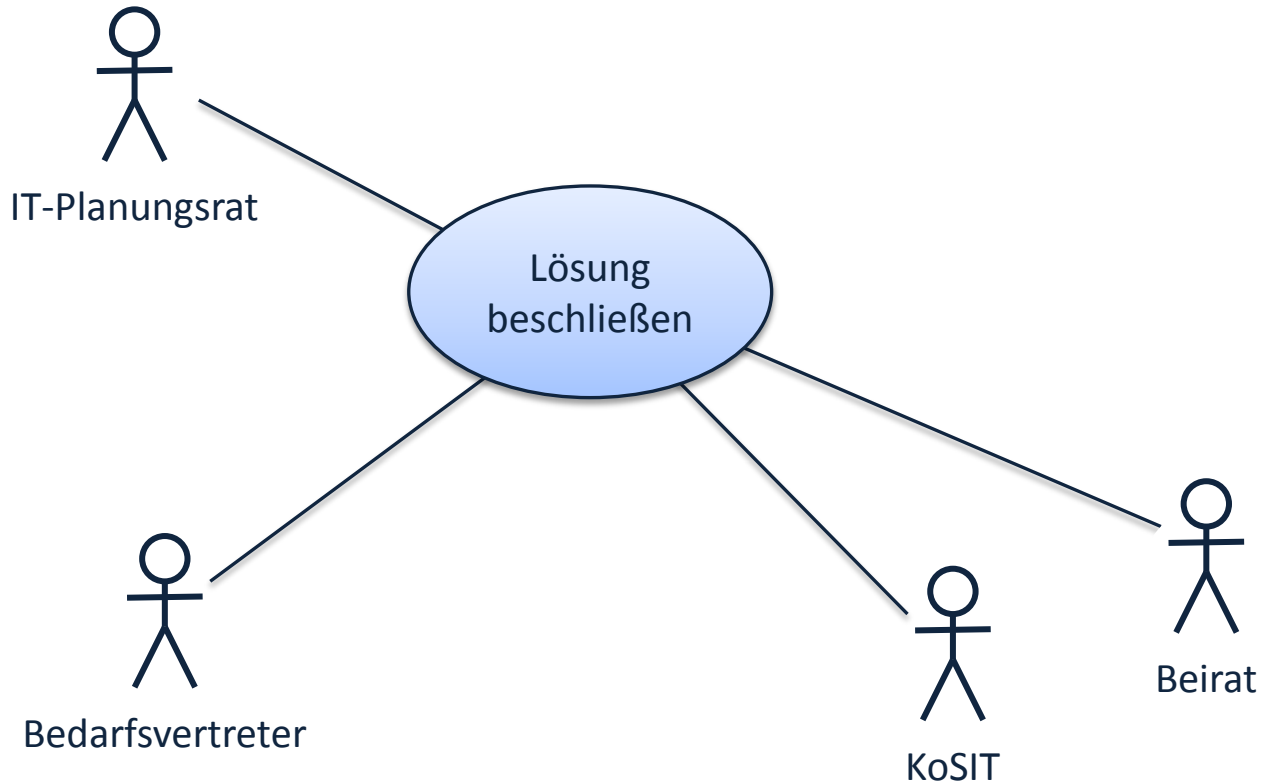 IT-Planungsrat
Lösung
beschließen
Bedarfsvertreter
KoSIT
Beirat